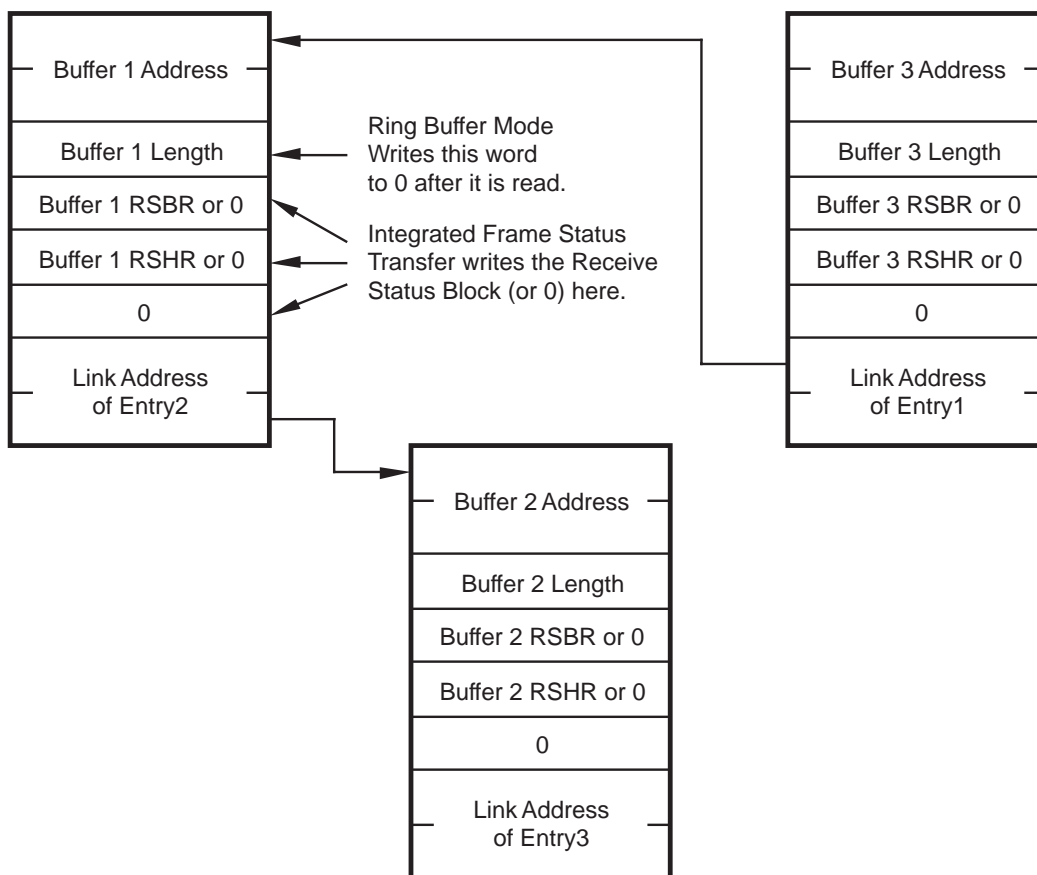 Buffer 1 Address
Buffer 1 Length
Buffer 1 RSBR or 0
Buffer 1 RSHR or 0
0
Link Address
of Entry2
Ring Buffer Mode
Writes this word
to 0 after it is read.
Integrated Frame Status
Transfer writes the Receive
Status Block (or 0) here.
Buffer 3 Address
Buffer 3 Length
Buffer 3 RSBR or 0
Buffer 3 RSHR or 0
0
Link Address
of Entry1
Buffer 2 Address
Buffer 2 Length
Buffer 2 RSBR or 0
Buffer 2 RSHR or 0
0
Link Address
of Entry3